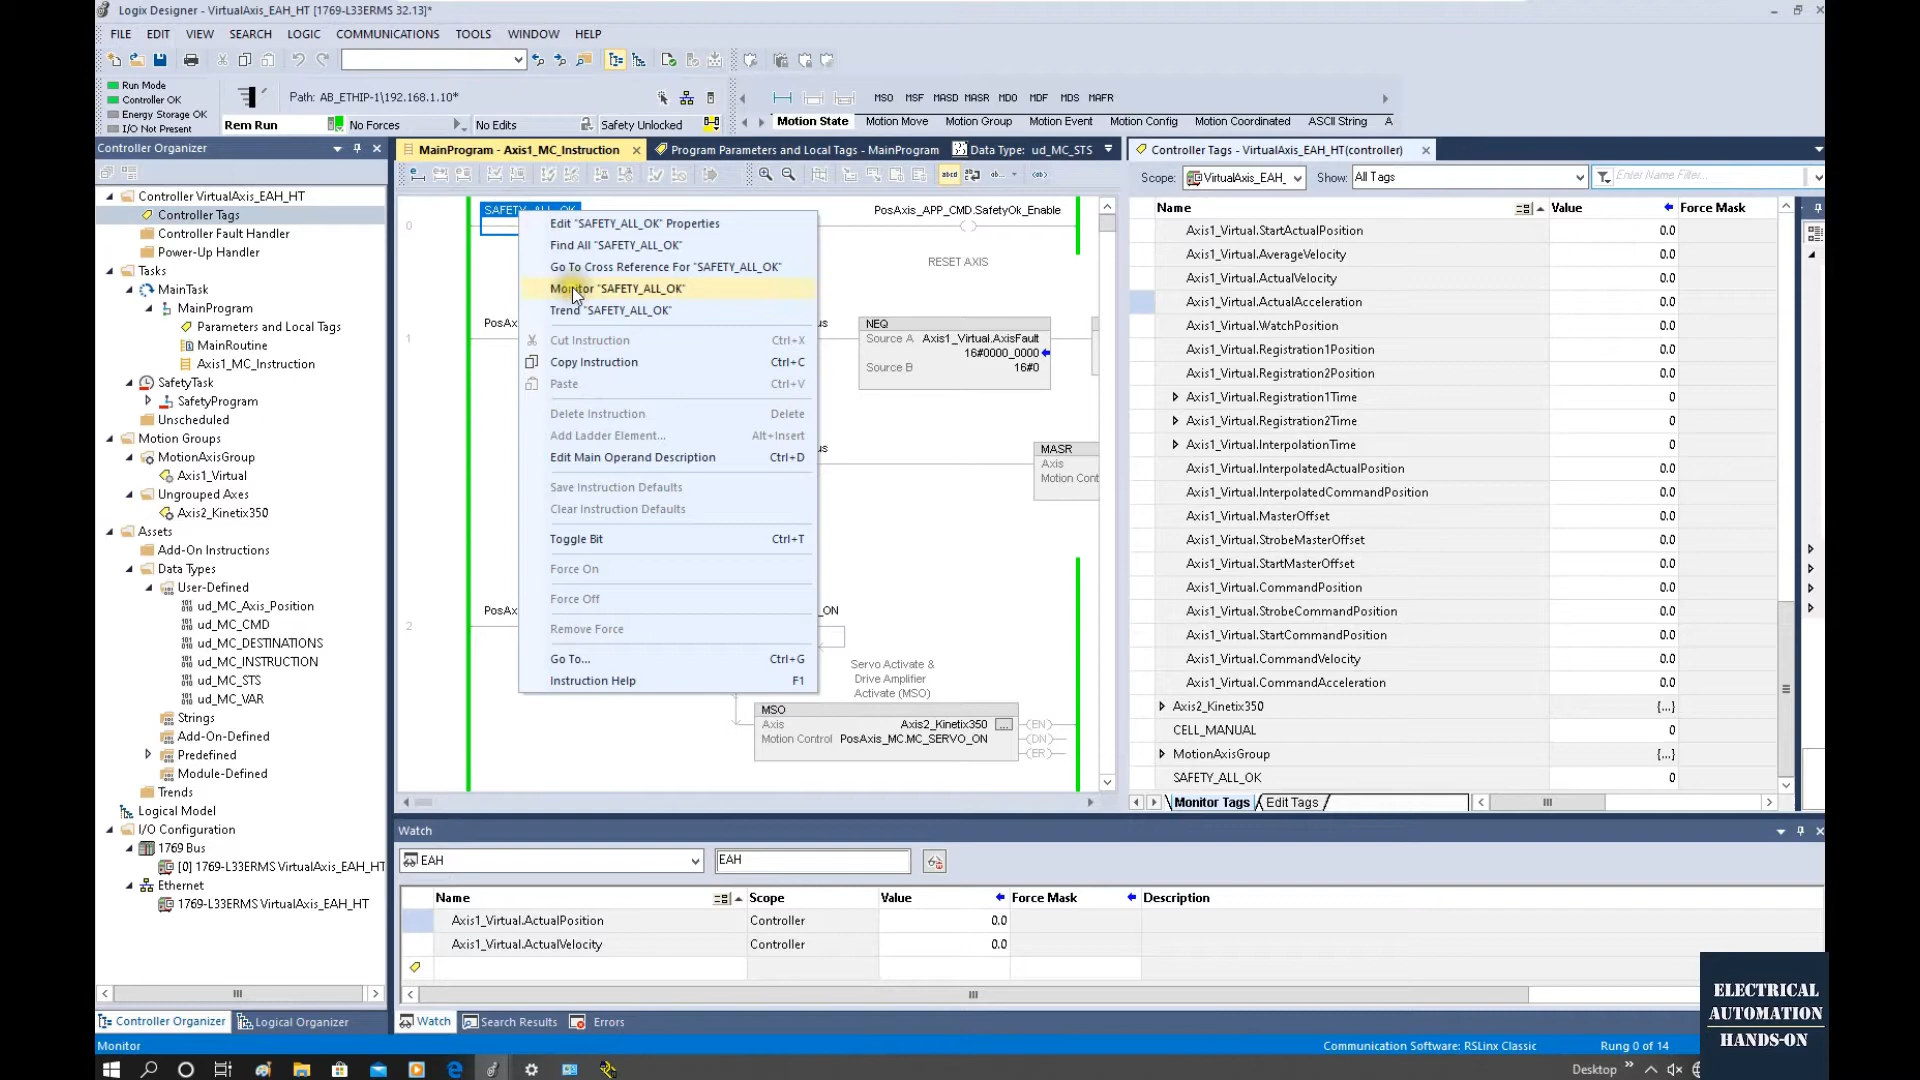 Logix Designer - VirtualAxis_EAH_HT [1769-L33ERMS 32.13]*
FILE EDIT VIEW SEARCH LOGIC COMMUNICATIONS TOOLS WINDOW HELP
Run Mode
Controller OK
Energy Storage OK
I/O Not Present
Path: AB_ETHIP-1\192.168.1.10*
Rem Run No Forces No Edits Safety Unlocked
MSO MSF MASD MASR MDO MDF MDS MAFR
Motion State Motion Move Motion Group Motion Event Motion Config Motion Coordinated ASCII String A
Controller Organizer
Controller VirtualAxis_EAH_HT
Controller Tags
Controller Fault Handler
Power-Up Handler
Tasks
MainTask
MainProgram
Parameters and Local Tags
MainRoutine
Axis1_MC_Instruction
SafetyTask
SafetyProgram
Unscheduled
Motion Groups
MotionAxisGroup
Axis1_Virtual
Ungrouped Axes
Axis2_Kinetix350
Assets
Add-On Instructions
Data Types
User-Defined
ud_MC_Axis_Position
ud_MC_CMD
ud_MC_DESTINATIONS
ud_MC_INSTRUCTION
ud_MC_STS
ud_MC_VAR
Strings
Add-On-Defined
Predefined
Module-Defined
Trends
Logical Model
I/O Configuration
1769 Bus
[0] 1769-L33ERMS VirtualAxis_EAH_HT
Ethernet
1769-L33ERMS VirtualAxis_EAH_HT
Controller Organizer Logical Organizer
MainProgram - Axis1_MC_Instruction Program Parameters and Local Tags - MainProgram Data Type: ud_MC_STS
0
SAFETY_ALL_OK
PosAxis_APP_CMD.SafetyOk_Enable
RESET AXIS
1
PosAx
us
NEQ
Source A Axis1_Virtual.AxisFault
16#0000_0000
Source B 16#0
us
MASR
Axis
Motion Cont
2
PosAx
_ON
Servo Activate &
Drive Amplifier
Activate (MSO)
MSO
Axis Axis2_Kinetix350 ... EN
Motion Control PosAxis_MC.MC_SERVO_ON DN
ER
Edit "SAFETY_ALL_OK" Properties
Find All "SAFETY_ALL_OK"
Go To Cross Reference For "SAFETY_ALL_OK"
Monitor "SAFETY_ALL_OK"
Trend "SAFETY_ALL_OK"
Cut Instruction Ctrl+X
Copy Instruction Ctrl+C
Paste Ctrl+V
Delete Instruction Delete
Add Ladder Element... Alt+Insert
Edit Main Operand Description Ctrl+D
Save Instruction Defaults
Clear Instruction Defaults
Toggle Bit Ctrl+T
Force On
Force Off
Remove Force
Go To... Ctrl+G
Instruction Help F1
Controller Tags - VirtualAxis_EAH_HT(controller)
Scope: VirtualAxis_EAH_ Show: All Tags Enter Name Filter...
Name Value Force Mask
Axis1_Virtual.StartActualPosition 0.0
Axis1_Virtual.AverageVelocity 0.0
Axis1_Virtual.ActualVelocity 0.0
Axis1_Virtual.ActualAcceleration 0.0
Axis1_Virtual.WatchPosition 0.0
Axis1_Virtual.Registration1Position 0.0
Axis1_Virtual.Registration2Position 0.0
Axis1_Virtual.Registration1Time 0
Axis1_Virtual.Registration2Time 0
Axis1_Virtual.InterpolationTime 0
Axis1_Virtual.InterpolatedActualPosition 0.0
Axis1_Virtual.InterpolatedCommandPosition 0.0
Axis1_Virtual.MasterOffset 0.0
Axis1_Virtual.StrobeMasterOffset 0.0
Axis1_Virtual.StartMasterOffset 0.0
Axis1_Virtual.CommandPosition 0.0
Axis1_Virtual.StrobeCommandPosition 0.0
Axis1_Virtual.StartCommandPosition 0.0
Axis1_Virtual.CommandVelocity 0.0
Axis1_Virtual.CommandAcceleration 0.0
Axis2_Kinetix350 {...}
CELL_MANUAL 0
MotionAxisGroup {...}
SAFETY_ALL_OK 0
Monitor Tags Edit Tags
Watch
EAH EAH
Name Scope Value Force Mask Description
Axis1_Virtual.ActualPosition Controller 0.0
Axis1_Virtual.ActualVelocity Controller 0.0
Watch Search Results Errors
Monitor Communication Software: RSLinx Classic Rung 0 of 14
Desktop
ELECTRICAL
AUTOMATION
HANDS-ON